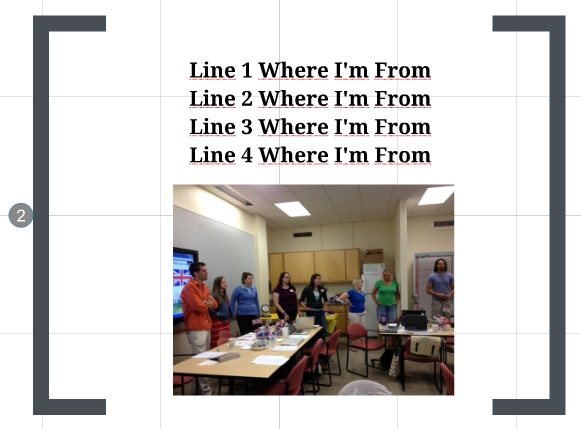 Line 1 Where I'm From
Line 2 Where I'm From
Line 3 Where I'm From
Line 4 Where I'm From
2